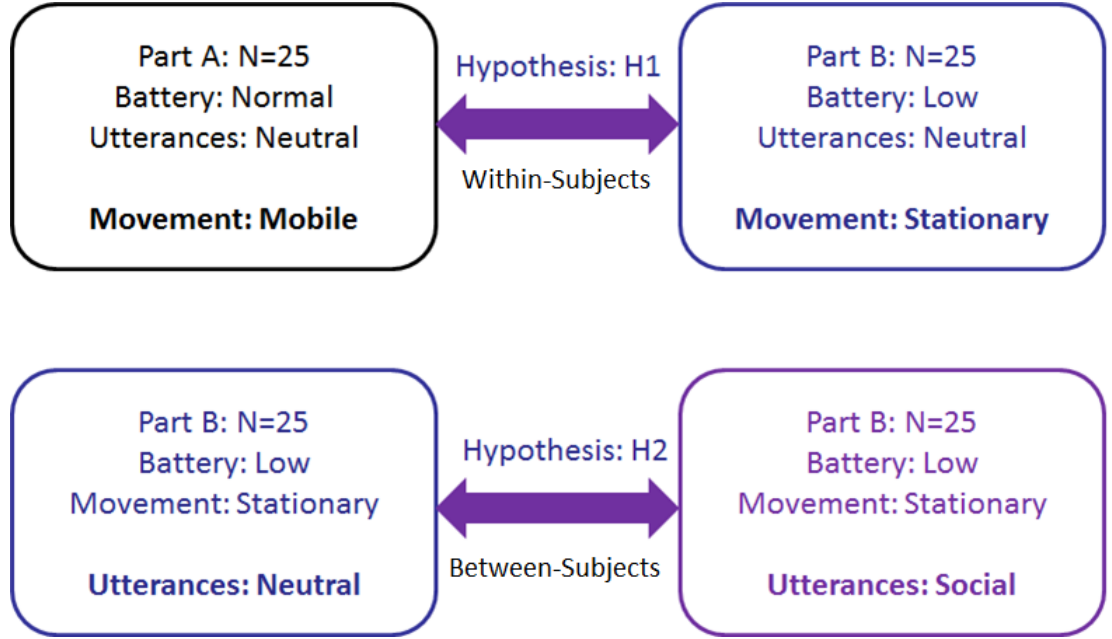 Part A: N=25
Battery: Normal
Utterances: Neutral
Movement: Mobile
Hypothesis: H1
Within-Subjects
Part B: N=25
Battery: Low
Utterances: Neutral
Movement: Stationary
Part B: N=25
Battery: Low
Movement: Stationary
Utterances: Neutral
Hypothesis: H2
Between-Subjects
Part B: N=25
Battery: Low
Movement: Stationary
Utterances: Social